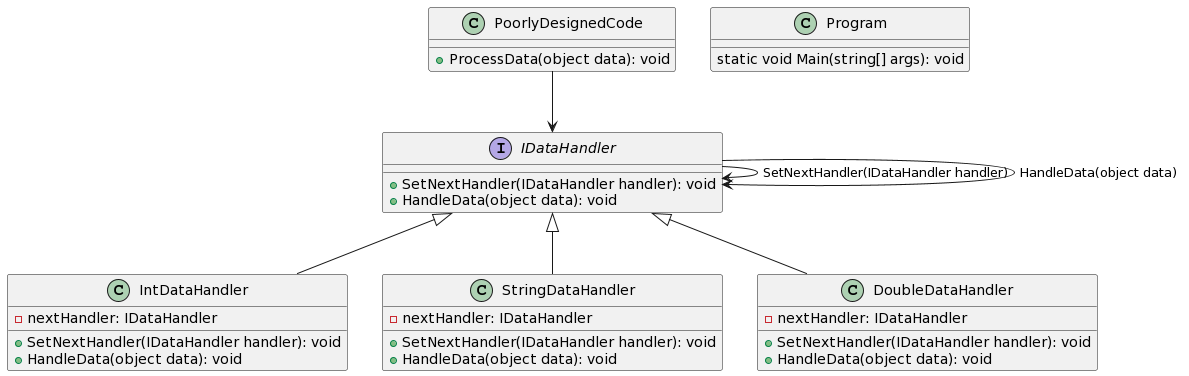 C PoorlyDesignedCode
ProcessData(object data): void
C Program
static void Main(string[] args): void
I IDataHandler
SetNextHandler(IDataHandler handler): void
HandleData(object data): void
SetNextHandler(IDataHandler handler)
HandleData(object data)
C IntDataHandler
nextHandler: IDataHandler
SetNextHandler(IDataHandler handler): void
HandleData(object data): void
C StringDataHandler
nextHandler: IDataHandler
SetNextHandler(IDataHandler handler): void
HandleData(object data): void
C DoubleDataHandler
nextHandler: IDataHandler
SetNextHandler(IDataHandler handler): void
HandleData(object data): void